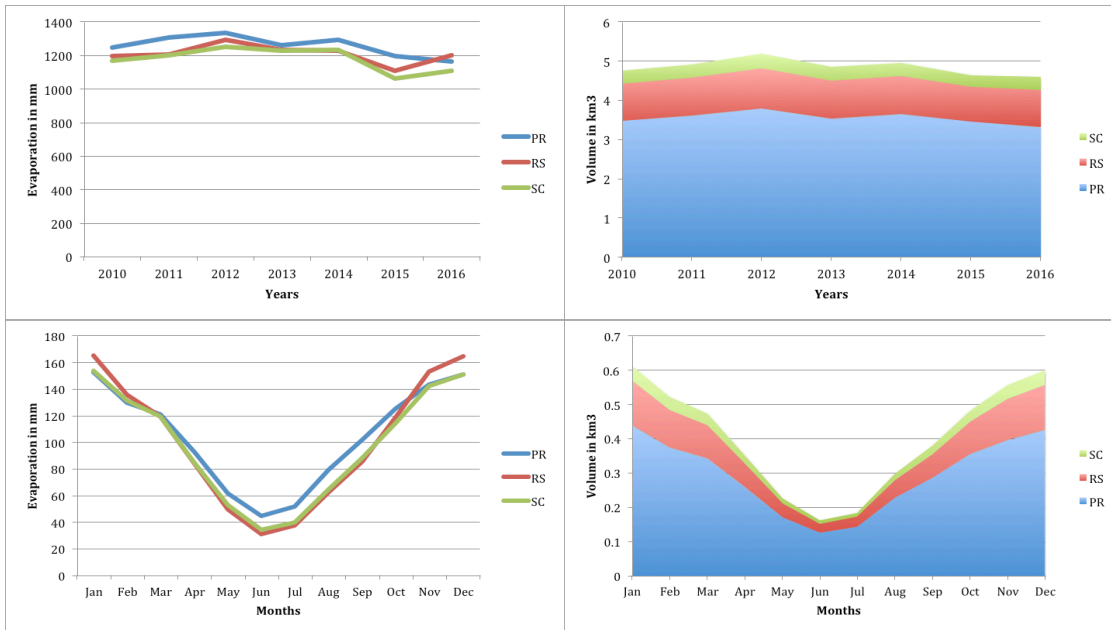 1400
1200
1000
800
600
400
200
0
Evaporation in mm
2010 2011 2012 2013 2014 2015 2016
Years
PR
RS
SC
6
5
4
3
2
1
0
Volume in km3
2010 2011 2012 2013 2014 2015 2016
Years
SC
RS
PR
180
160
140
120
100
80
60
40
20
0
Evaporation in mm
Jan Feb Mar Apr May Jun Jul Aug Sep Oct Nov Dec
Months
PR
RS
SC
0.7
0.6
0.5
0.4
0.3
0.2
0.1
0
Volume in km3
Jan Feb Mar Apr May Jun Jul Aug Sep Oct Nov Dec
Months
SC
RS
PR